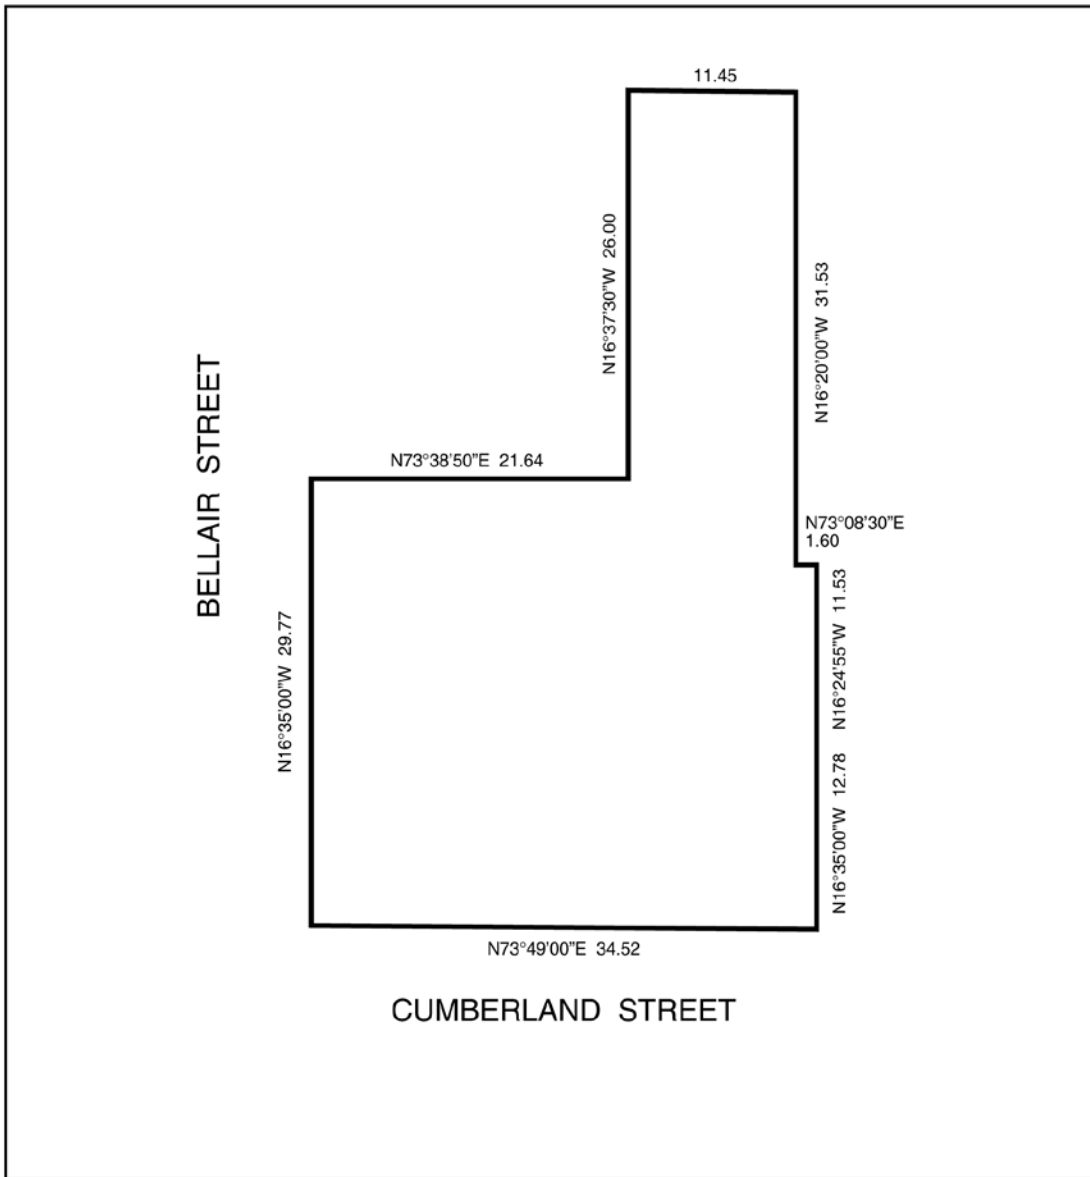 11.45
N16°37'30"W 26.00
N16°20'00"W 31.53
BELLAIR STREET
N73°38'50"E 21.64
N73°08'30"E
1.60
N16°24'55"W 11.53
N16°35'00"W 29.77
N16°35'00"W 12.78
N73°49'00"E 34.52
CUMBERLAND STREET